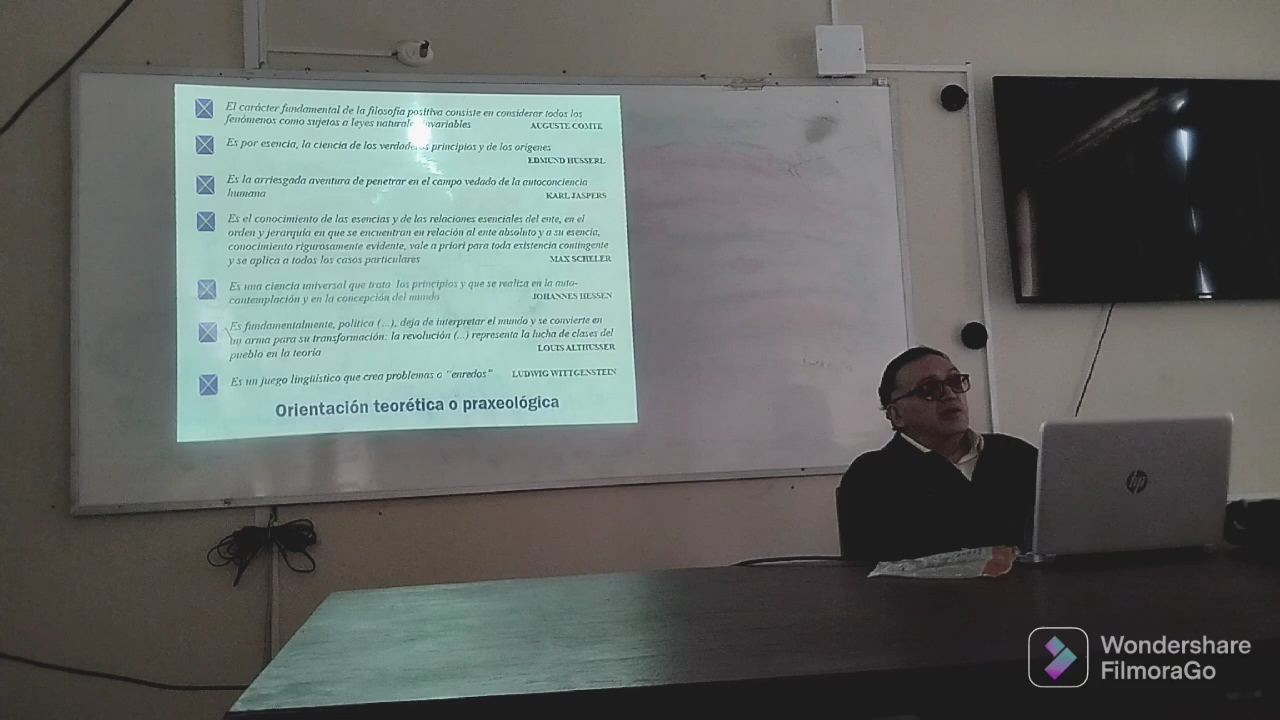 El carácter fundamental de la filosofía positiva consiste en considerar todos los
fenómenos como sujetos a leyes naturales invariables AUGUSTE COMTE
Es por esencia, la ciencia de los verdaderos principios y de los orígenes
EDMUND HUSSERL
Es la arriesgada aventura de penetrar en el campo vedado de la autoconciencia
humana KARL JASPERS
Es el conocimiento de las esencias y de las relaciones esenciales del ente, en el
orden y jerarquía en que se encuentran en relación al ente absoluto y a su esencia,
conocimiento rigurosamente evidente, vale a priori para toda existencia contingente
y se aplica a todos los casos particulares MAX SCHELER
Es una ciencia universal que trata los principios y que se realiza en la auto-
contemplación y en la concepción del mundo JOHANNES HESSEN
Es fundamentalmente, política (...), deja de interpretar el mundo y se convierte en
un arma para su transformación: la revolución (...) representa la lucha de clases del
pueblo en la teoría LOUIS ALTHUSSER
Es un juego lingüístico que crea problemas o "enredos" LUDWIG WITTGENSTEIN
Orientación teorética o praxeológica
hp
Wondershare
FilmoraGo